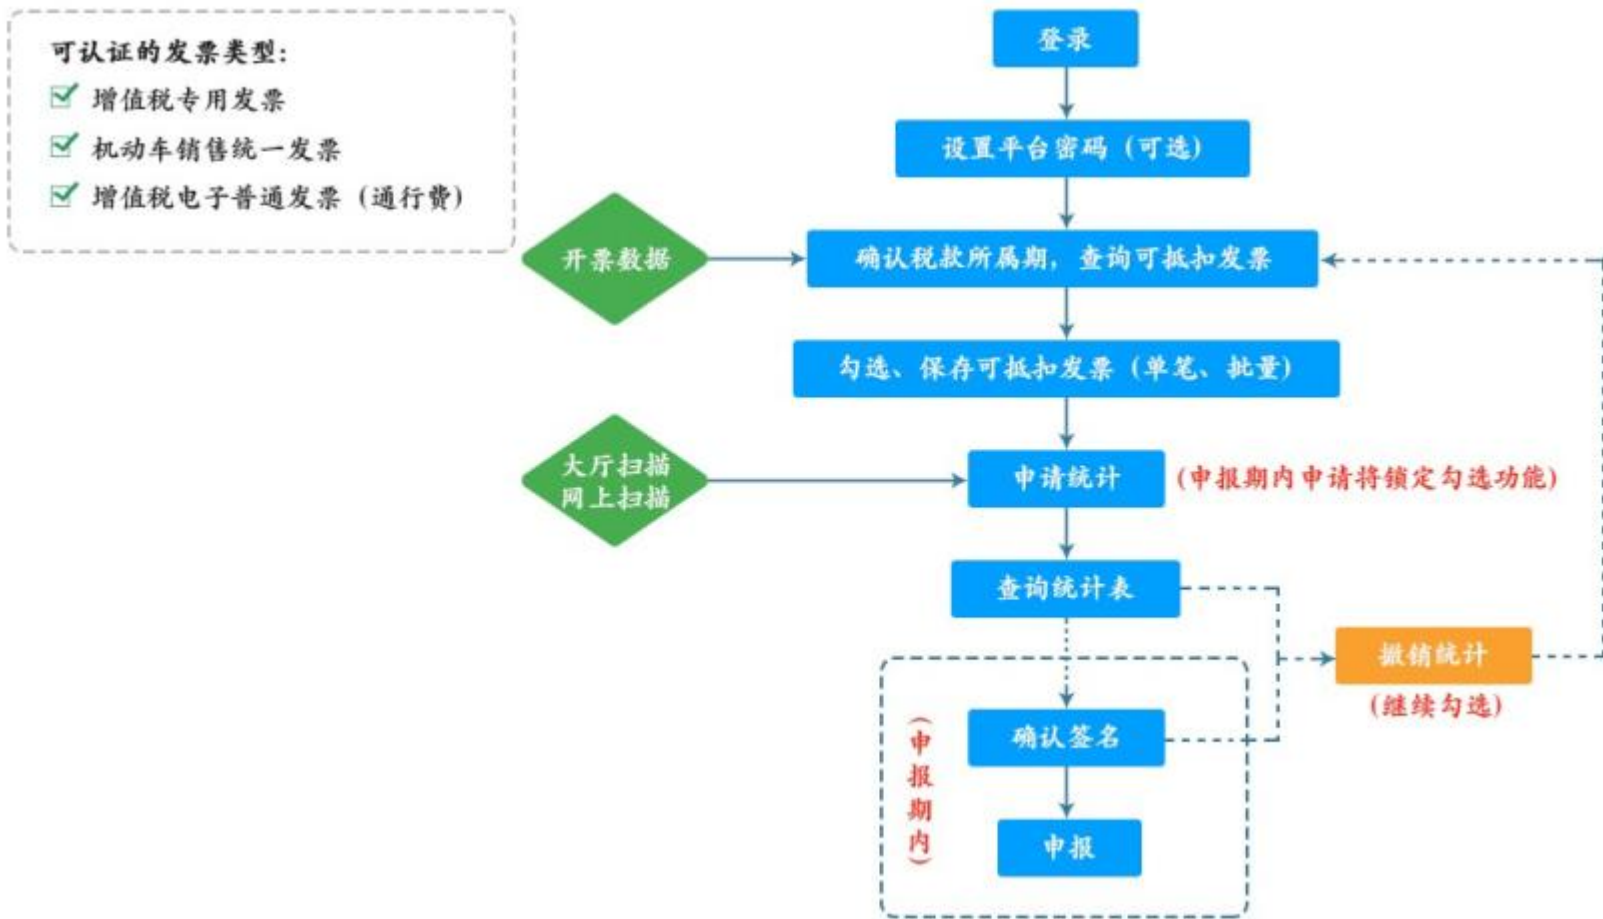 可认证的发票类型：
增值税专用发票
机动车销售统一发票
增值税电子普通发票（通行费）
登录
设置平台密码（可选）
开票数据
确认税款所属期，查询可抵扣发票
勾选、保存可抵扣发票（单笔、批量）
大厅扫描
网上扫描
申请统计
（申报期内申请将锁定勾选功能）
查询统计表
撤销统计
（继续勾选）
（申报期内）
确认签名
申报